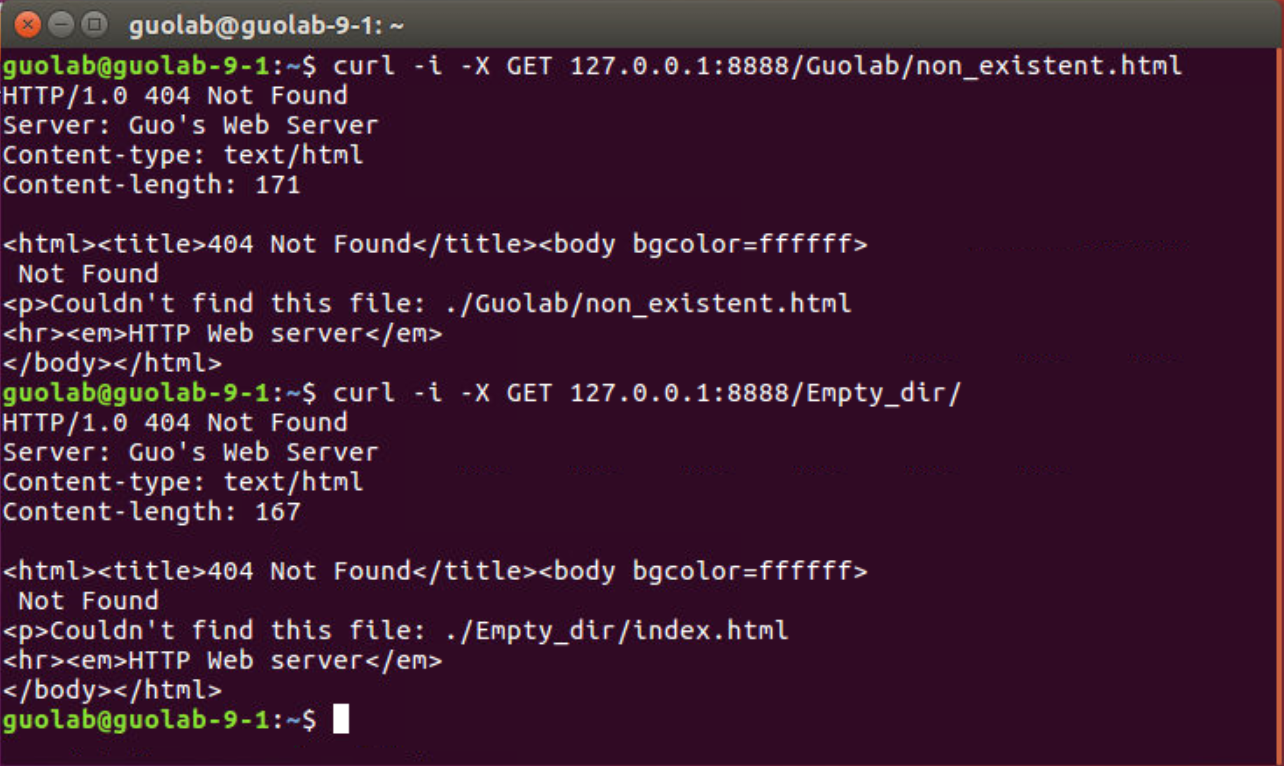 guolab@guolab-9-1: ~
guolab@guolab-9-1:~$ curl -i -X GET 127.0.0.1:8888/Guolab/non_existent.html
HTTP/1.0 404 Not Found
Server: Guo's Web Server
Content-type: text/html
Content-length: 171

<html><title>404 Not Found</title><body bgcolor=ffffff>
 Not Found
<p>Couldn't find this file: ./Guolab/non_existent.html
<hr><em>HTTP Web server</em>
</body></html>
guolab@guolab-9-1:~$ curl -i -X GET 127.0.0.1:8888/Empty_dir/
HTTP/1.0 404 Not Found
Server: Guo's Web Server
Content-type: text/html
Content-length: 167

<html><title>404 Not Found</title><body bgcolor=ffffff>
 Not Found
<p>Couldn't find this file: ./Empty_dir/index.html
<hr><em>HTTP Web server</em>
</body></html>
guolab@guolab-9-1:~$